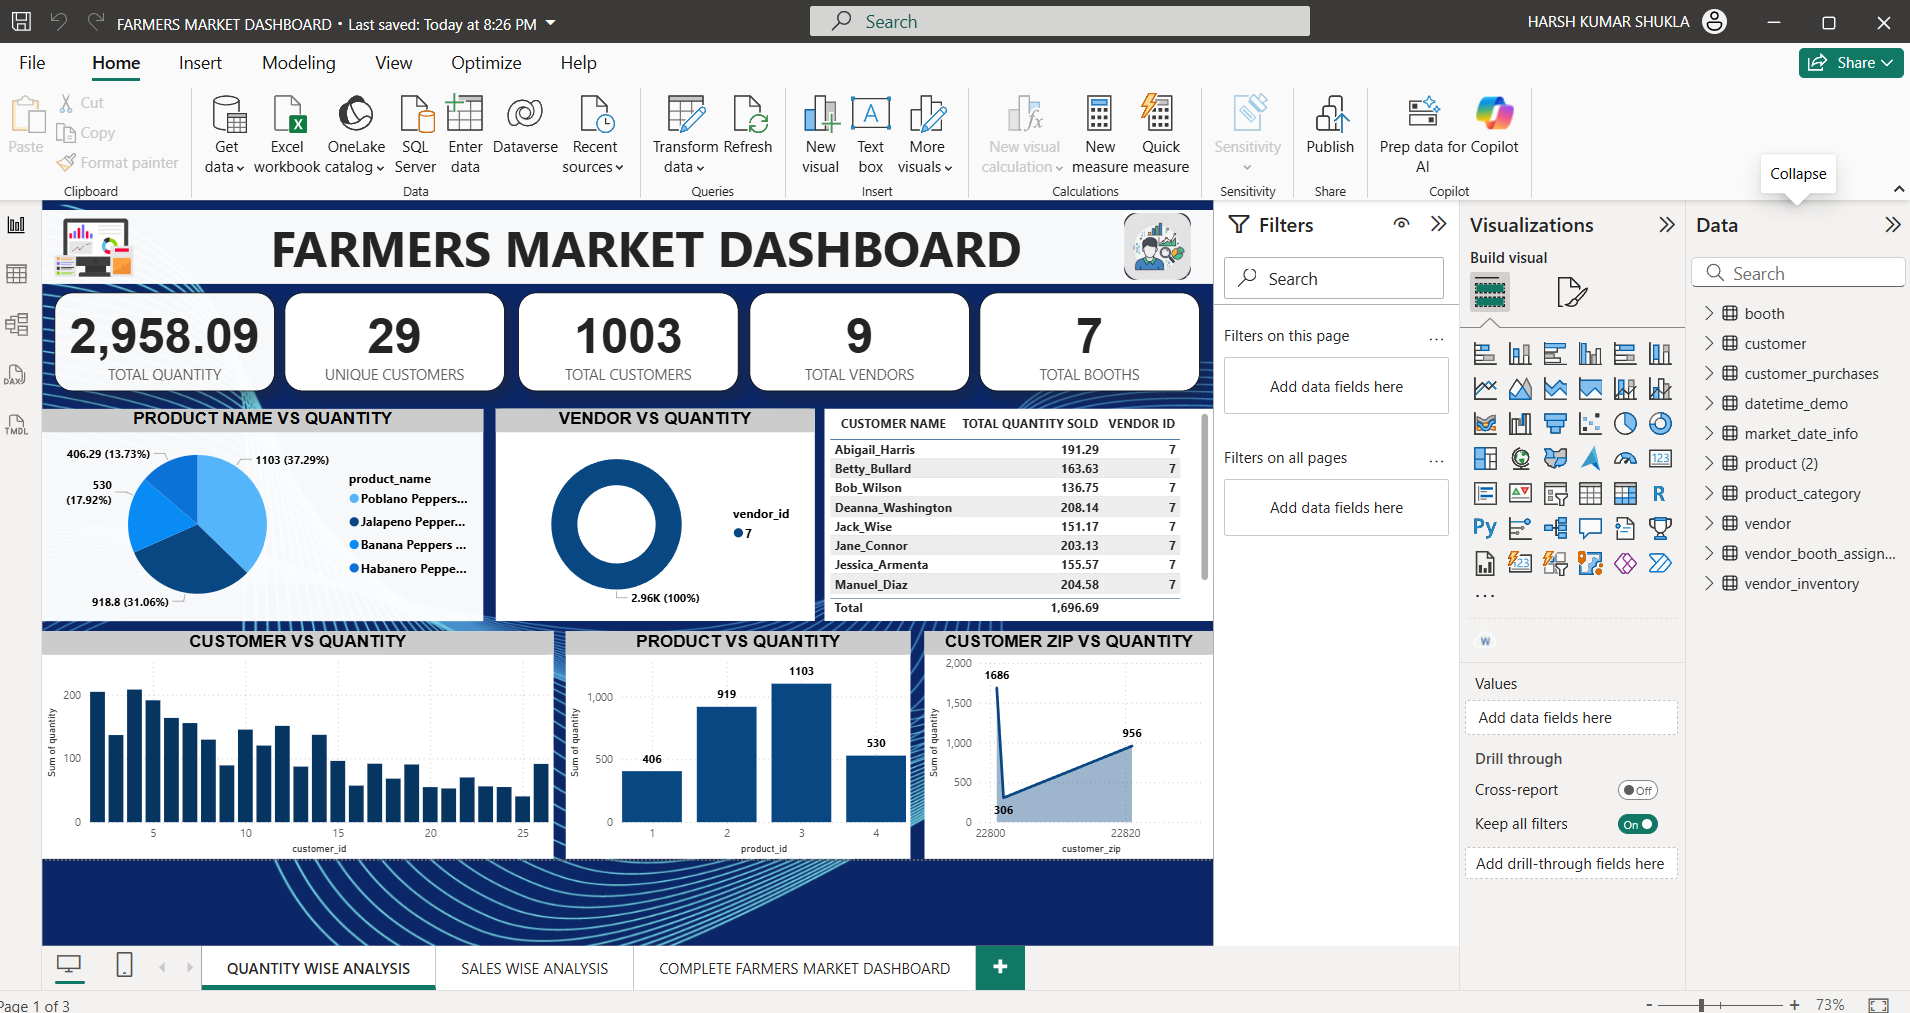 FARMERS MARKET DASHBOARD • Last saved: Today at 8:26 PM
Search
HARSH KUMAR SHUKLA
File
Home
Insert
Modeling
View
Optimize
Help
Share
Paste
Cut
Copy
Format painter
Clipboard
Get data
Excel workbook
OneLake catalog
SQL Server
Enter data
Dataverse
Recent sources
Data
Transform data
Refresh
Queries
New visual
Text box
More visuals
Insert
New visual calculation
New measure
Quick measure
Calculations
Sensitivity
Sensitivity
Publish
Share
Prep data for AI
Copilot
Copilot
Collapse
DAX
TMDL
FARMERS MARKET DASHBOARD
2,958.09
TOTAL QUANTITY
29
UNIQUE CUSTOMERS
1003
TOTAL CUSTOMERS
9
TOTAL VENDORS
7
TOTAL BOOTHS
PRODUCT NAME VS QUANTITY
406.29 (13.73%)
1103 (37.29%)
530
(17.92%)
918.8 (31.06%)
product_name
Poblano Peppers...
Jalapeno Pepper...
Banana Peppers ...
Habanero Peppe...
VENDOR VS QUANTITY
vendor_id
7
2.96K (100%)
CUSTOMER NAME TOTAL QUANTITY SOLD VENDOR ID
Abigail_Harris 191.29 7
Betty_Bullard 163.63 7
Bob_Wilson 136.75 7
Deanna_Washington 208.14 7
Jack_Wise 151.17 7
Jane_Connor 203.13 7
Jessica_Armenta 155.57 7
Manuel_Diaz 204.58 7
Total 1,696.69
CUSTOMER VS QUANTITY
Sum of quantity
200
100
0
5 10 15 20 25
customer_id
PRODUCT VS QUANTITY
Sum of quantity
1,000
500
0
406
919
1103
530
1 2 3 4
product_id
CUSTOMER ZIP VS QUANTITY
Sum of quantity
2,000
1,500
1,000
500
0
1686
306
956
22800 22820
customer_zip
Filters
Search
Filters on this page ...
Add data fields here
Filters on all pages ...
Add data fields here
Visualizations
Build visual
123
R
Py
123
...
W
Values
Add data fields here
Drill through
Cross-report Off
Keep all filters On
Add drill-through fields here
Data
Search
booth
customer
customer_purchases
datetime_demo
market_date_info
product (2)
product_category
vendor
vendor_booth_assign...
vendor_inventory
QUANTITY WISE ANALYSIS
SALES WISE ANALYSIS
COMPLETE FARMERS MARKET DASHBOARD
+
Page 1 of 3
- + 73%